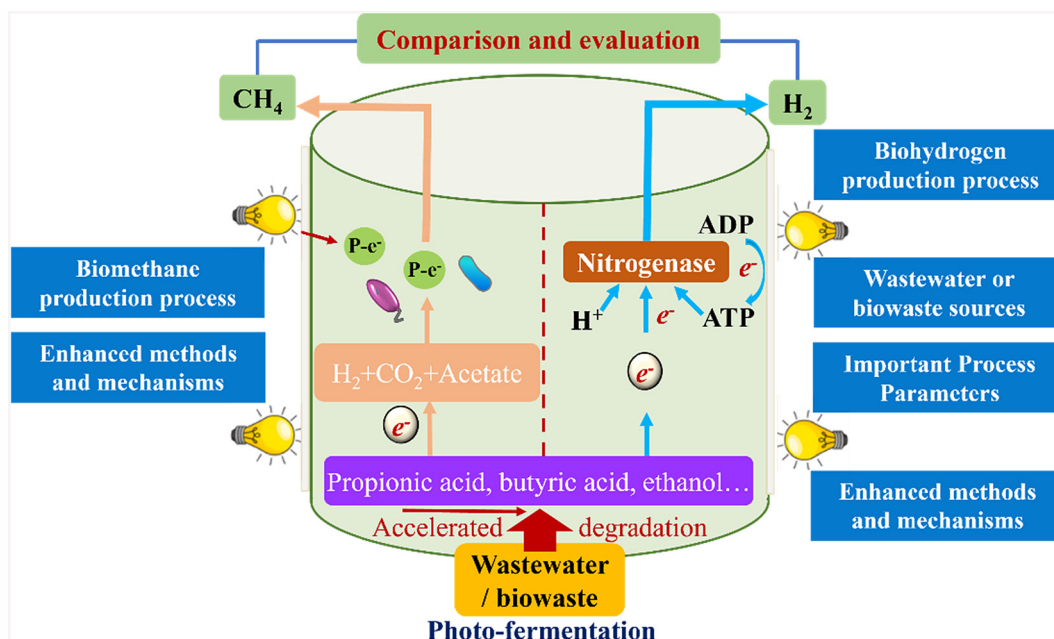 Comparison and evaluation
CH₄
H₂
Biohydrogen
production process
ADP
P-e⁻
Nitrogenase
e⁻
P-e⁻
Biomethane
production process
Wastewater or
biowaste sources
H⁺
e⁻
ATP
Enhanced methods
and mechanisms
H₂+CO₂+Acetate
e⁻
Important Process
Parameters
e⁻
Propionic acid, butyric acid, ethanol…
Enhanced methods
and mechanisms
Accelerated degradation
Wastewater
/ biowaste
Photo-fermentation